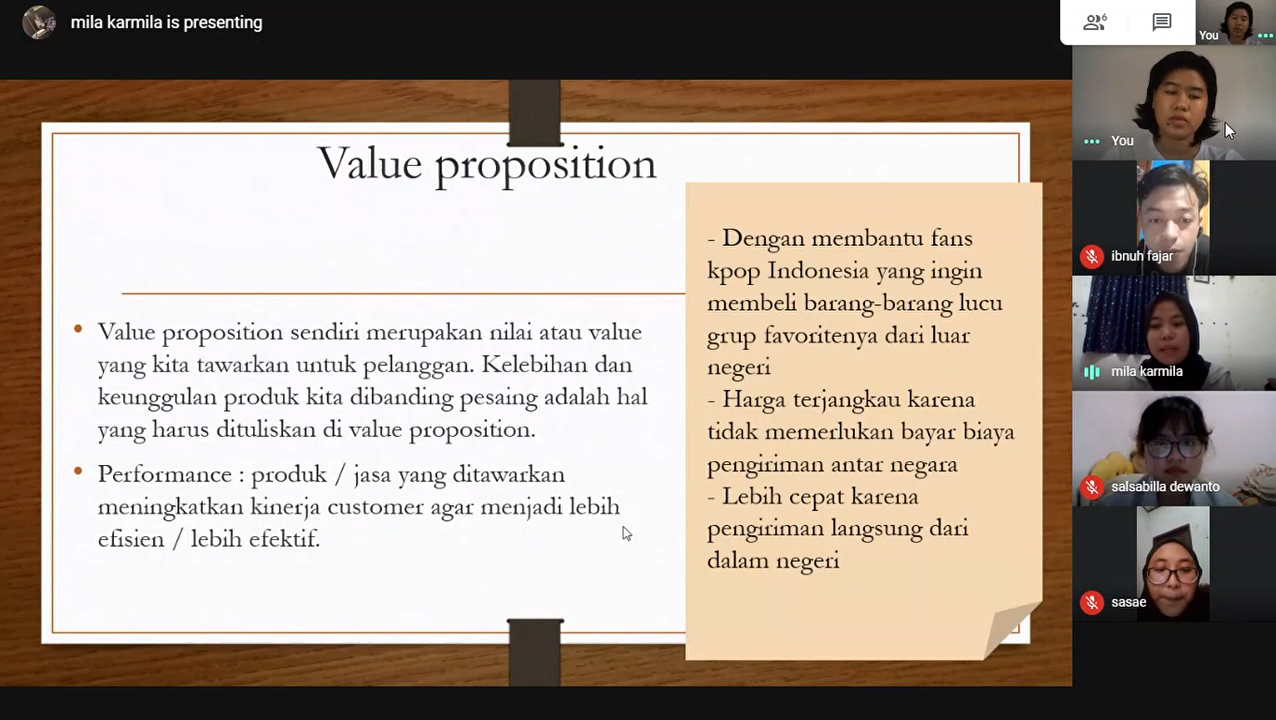 mila karmila is presenting
6
You
Value proposition
• Value proposition sendiri merupakan nilai atau value
yang kita tawarkan untuk pelanggan. Kelebihan dan
keunggulan produk kita dibanding pesaing adalah hal
yang harus dituliskan di value proposition.
• Performance : produk / jasa yang ditawarkan
meningkatkan kinerja customer agar menjadi lebih
efisien / lebih efektif.
- Dengan membantu fans
kpop Indonesia yang ingin
membeli barang-barang lucu
grup favoritenya dari luar
negeri
- Harga terjangkau karena
tidak memerlukan bayar biaya
pengiriman antar negara
- Lebih cepat karena
pengiriman langsung dari
dalam negeri
You
ibnuh fajar
mila karmila
salsabilla dewanto
sasae